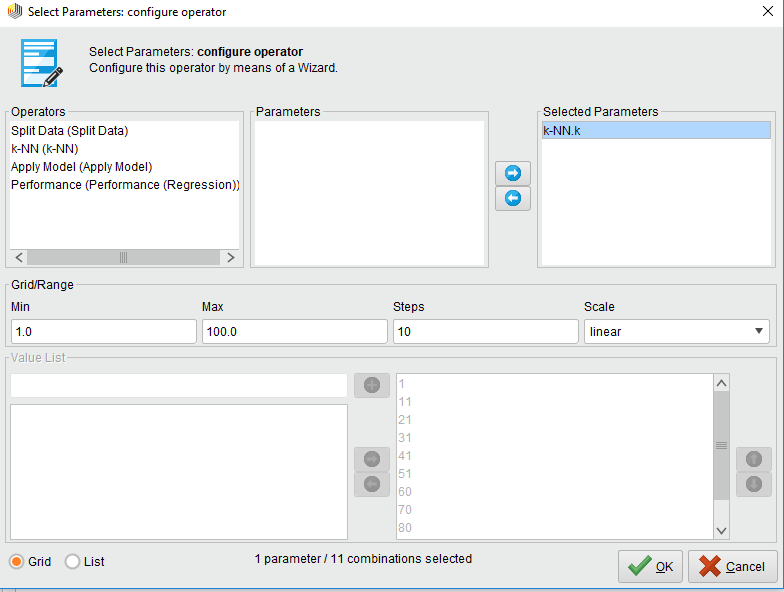 Select Parameters: configure operator
Select Parameters: configure operator
Configure this operator by means of a Wizard.
Operators
Split Data (Split Data)
k-NN (k-NN)
Apply Model (Apply Model)
Performance (Performance (Regression))
Parameters
Selected Parameters
k-NN.k
Grid/Range
Min
Max
Steps
Scale
1.0
100.0
10
linear
Value List
1
11
21
31
41
51
60
70
80
Grid
List
1 parameter / 11 combinations selected
OK
Cancel